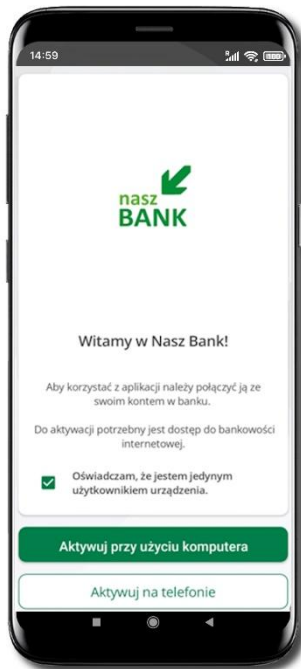 14:59
nasz
BANK
Witamy w Nasz Bank!
Aby korzystać z aplikacji należy połączyć ją ze
swoim kontem w banku.
Do aktywacji potrzebny jest dostęp do bankowości
internetowej.
Oświadczam, że jestem jedynym
użytkownikiem urządzenia.
Aktywuj przy użyciu komputera
Aktywuj na telefonie